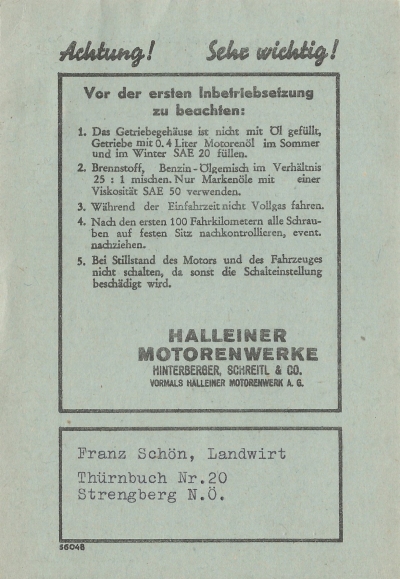 Achtung! Sehr wichtig!
Vor der ersten Inbetriebsetzung
zu beachten:
1. Das Getriebegehäuse ist nicht mit Öl gefüllt,
Getriebe mit 0.4 Liter Motorenöl im Sommer
und im Winter SAE 20 füllen.
2. Brennstoff, Benzin-Ölgemisch im Verhältnis
25 : 1 mischen. Nur Markenöle mit einer
Viskosität SAE 50 verwenden.
3. Während der Einfahrzeit nicht Vollgas fahren.
4. Nach den ersten 100 Fahrkilometern alle Schrau-
ben auf festen Sitz nachkontrollieren, event.
nachziehen.
5. Bei Stillstand des Motors und des Fahrzeuges
nicht schalten, da sonst die Schalteinstellung
beschädigt wird.
HALLEINER
MOTORENWERKE
HINTERBERGER, SCHREITL & CO.
VORMALS HALLEINER MOTORENWERK A. G.
Franz Schön, Landwirt
Thürnbuch Nr.20
Strengberg N.Ö.
56048